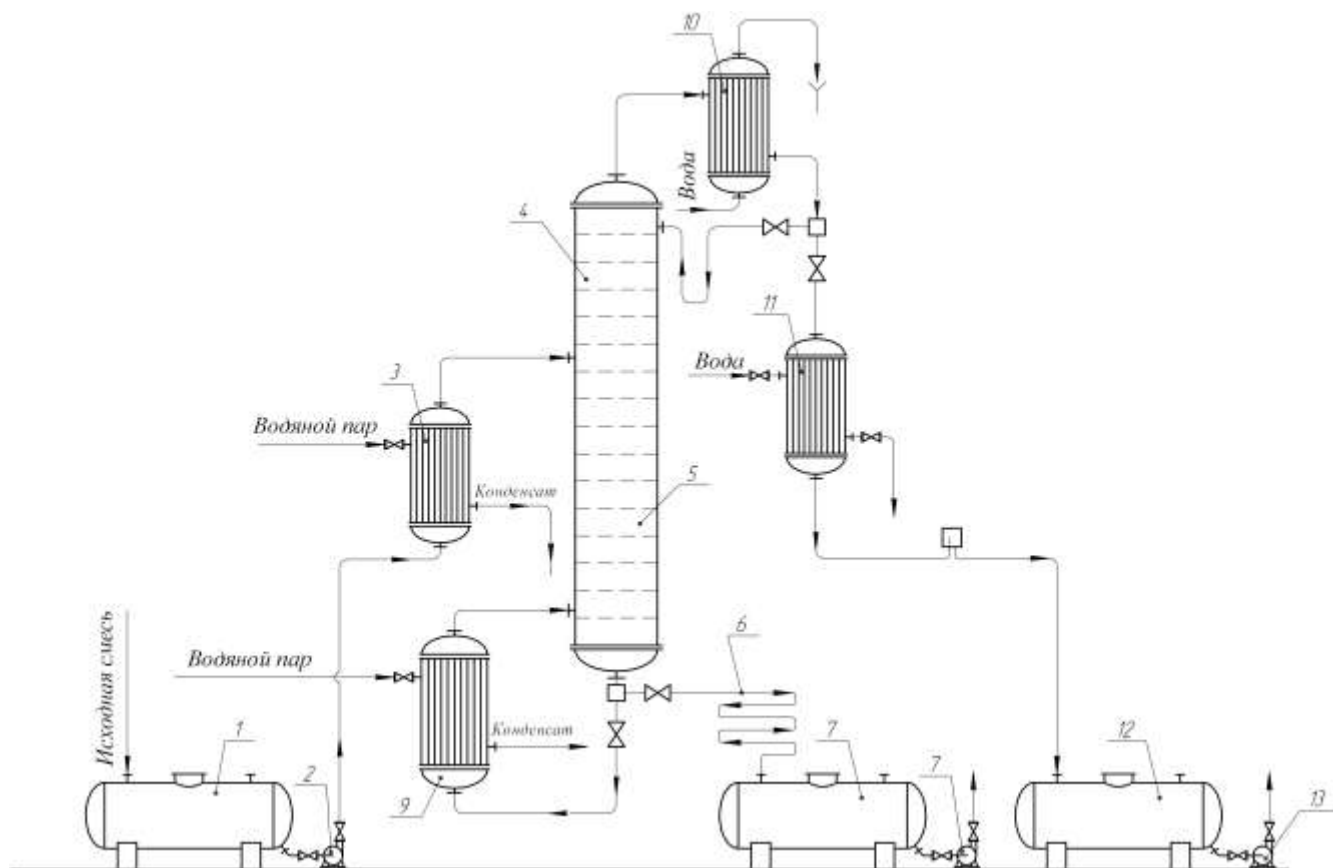 10
Вода
4
11
Вода
3
Водяной пар
Конденсат
5
6
Исходная смесь
Водяной пар
Конденсат
1
2
9
7
7
12
13